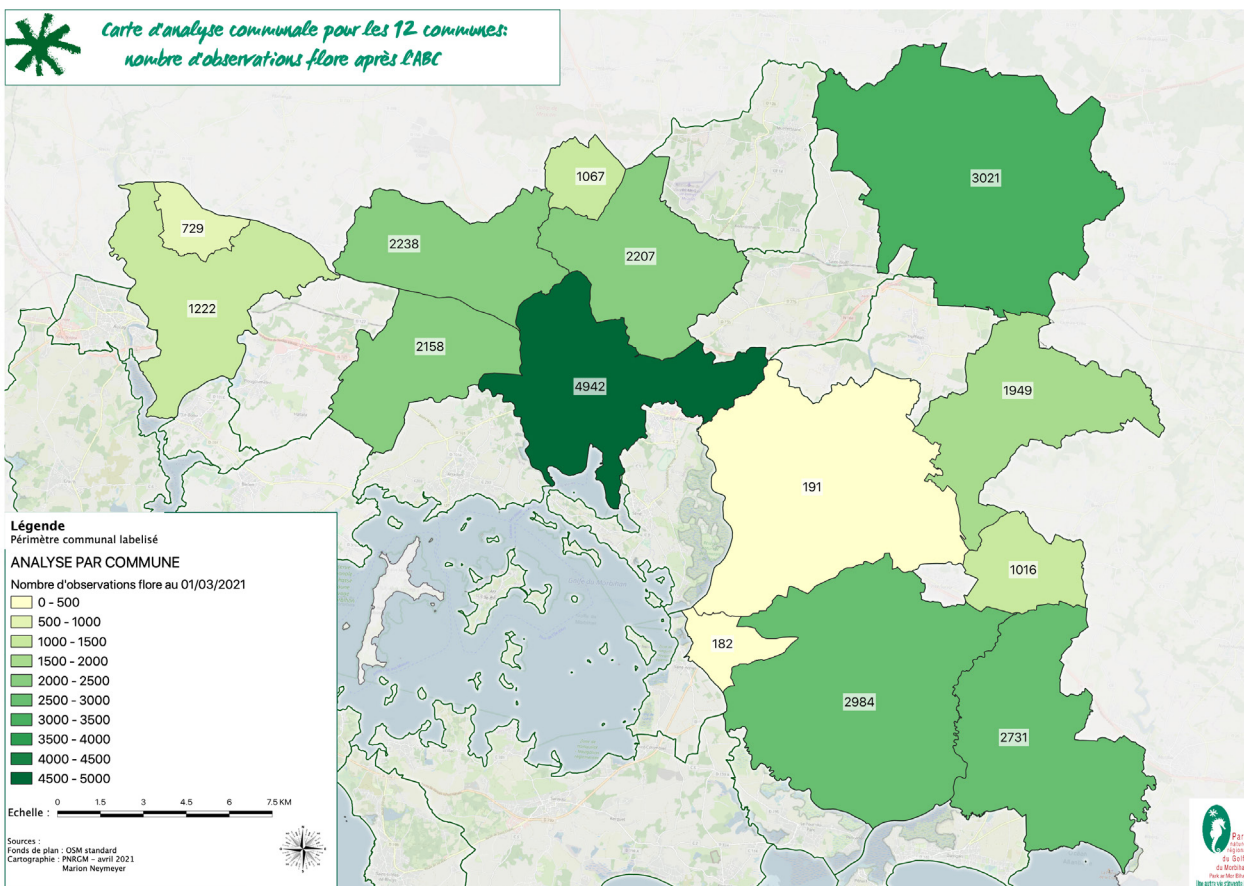 Carte d'analyse communale pour les 12 communes:
nombre d'observations flore après l'ABC
3021
1067
729
2238
2207
1222
2158
4942
1949
191
1016
182
2984
2731
Légende
Périmètre communal labelisé
ANALYSE PAR COMMUNE
Nombre d'observations flore au 01/03/2021
0 - 500
500 - 1000
1000 - 1500
1500 - 2000
2000 - 2500
2500 - 3000
3000 - 3500
3500 - 4000
4000 - 4500
4500 - 5000
Echelle :
0 1.5 3 4.5 6 7.5 KM
Sources :
Fonds de plan : OSM standard
Cartographie : PNRGM - avril 2021
Marion Neymeyer
du Morbiha